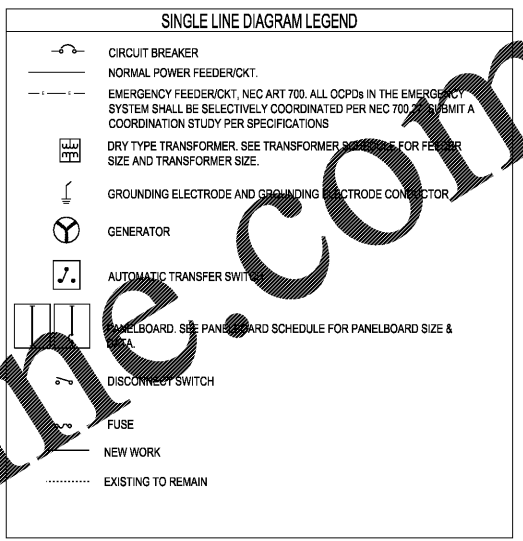 SINGLE LINE DIAGRAM LEGEND
CIRCUIT BREAKER
NORMAL POWER FEEDER/CKT.
E E EMERGENCY FEEDER/CKT, NEC ART 700. ALL OCPDs IN THE EMERGENCY
SYSTEM SHALL BE SELECTIVELY COORDINATED PER NEC 700.27. SUBMIT A
COORDINATION STUDY PER SPECIFICATIONS
DRY TYPE TRANSFORMER. SEE TRANSFORMER SCHEDULE FOR FEEDER
SIZE AND TRANSFORMER SIZE.
GROUNDING ELECTRODE AND GROUNDING ELECTRODE CONDUCTOR
GENERATOR
AUTOMATIC TRANSFER SWITCH
PANELBOARD. SEE PANELBOARD SCHEDULE FOR PANELBOARD SIZE &
DATA.
DISCONNECT SWITCH
FUSE
NEW WORK
EXISTING TO REMAIN
ne.com